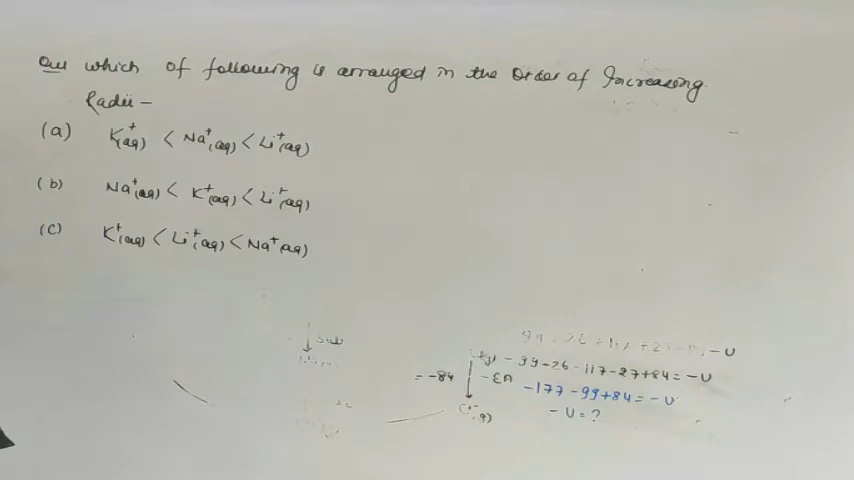 Que which of following is arranged in the Order of Increasing
Radii -
(a) K⁺(aq) < Na⁺(aq) < Li⁺(aq)
(b) Na⁺(aq) < K⁺(aq) < Li⁺(aq)
(C) K⁺(aq) < Li⁺(aq) < Na⁺(aq)
- U
- 99 - 26 - 117 - 27 + 84 = - U
= - 84
- EA
- 177 - 99 + 84 = - U
- U = ?